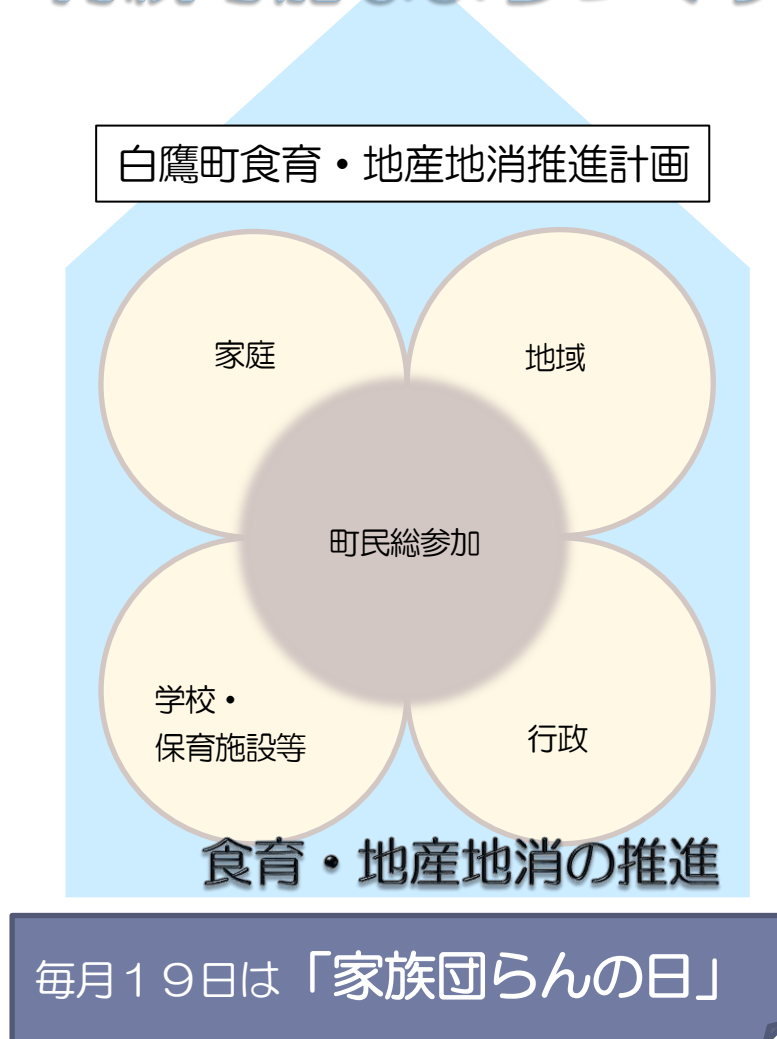 白鷹町食育・地産地消推進計画
家庭
地域
町民総参加
学校・
保育施設等
行政
食育・地産地消の推進
毎月１９日は「家族団らんの日」